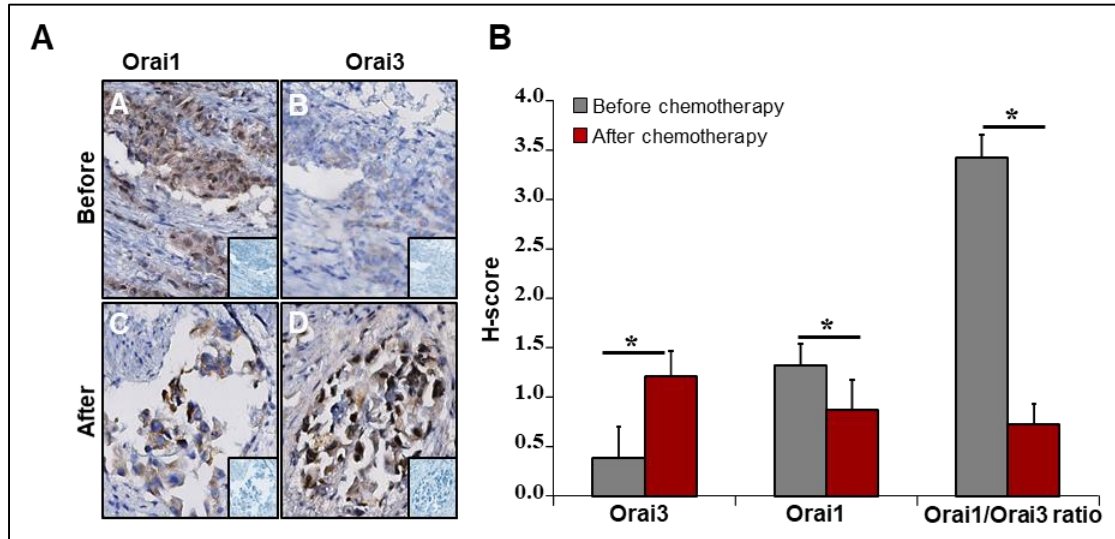 A
Orai1 Orai3
Before
A B
After
C D
B
Before chemotherapy
After chemotherapy
H-score
4.0
3.5
3.0
2.5
2.0
1.5
1.0
0.5
0.0
*
*
*
Orai3 Orai1 Orai1/Orai3 ratio